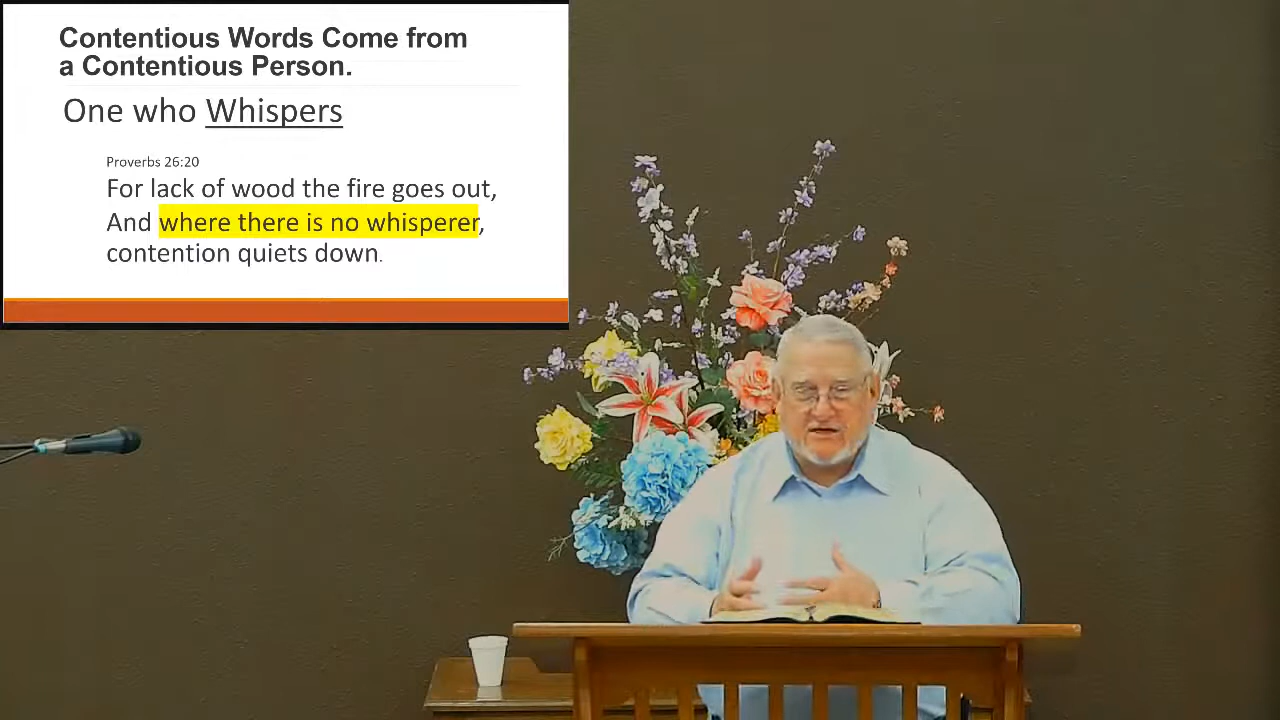 Contentious Words Come from
a Contentious Person.
One who Whispers
Proverbs 26:20
For lack of wood the fire goes out,
And where there is no whisperer,
contention quiets down.